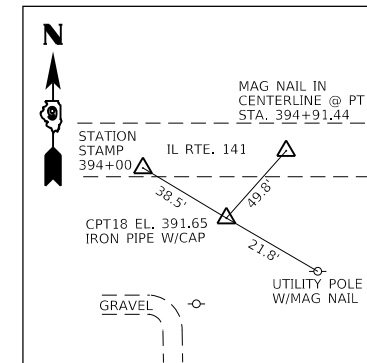 N
MAG NAIL IN
CENTERLINE @ PT
STA. 394+91.44
STATION
STAMP
394+00
IL RTE. 141
38.5'
49.8'
CPT18 EL. 391.65
IRON PIPE W/CAP
21.8'
UTILITY POLE
W/MAG NAIL
GRAVEL